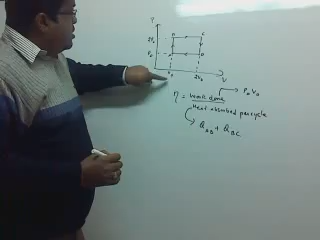 P
B C
2P₀
P₀ A D
V₀ 2V₀ V
η = work done → P₀V₀
Heat absorbed per cycle
Q_AB + Q_BC